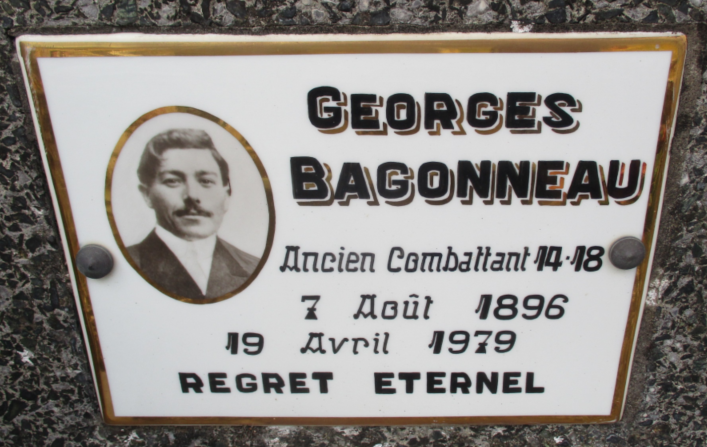 GEORGES
BAGONNEAU
Ancien Combattant 14-18
7 Août 1896
19 Avril 1979
REGRET ETERNEL